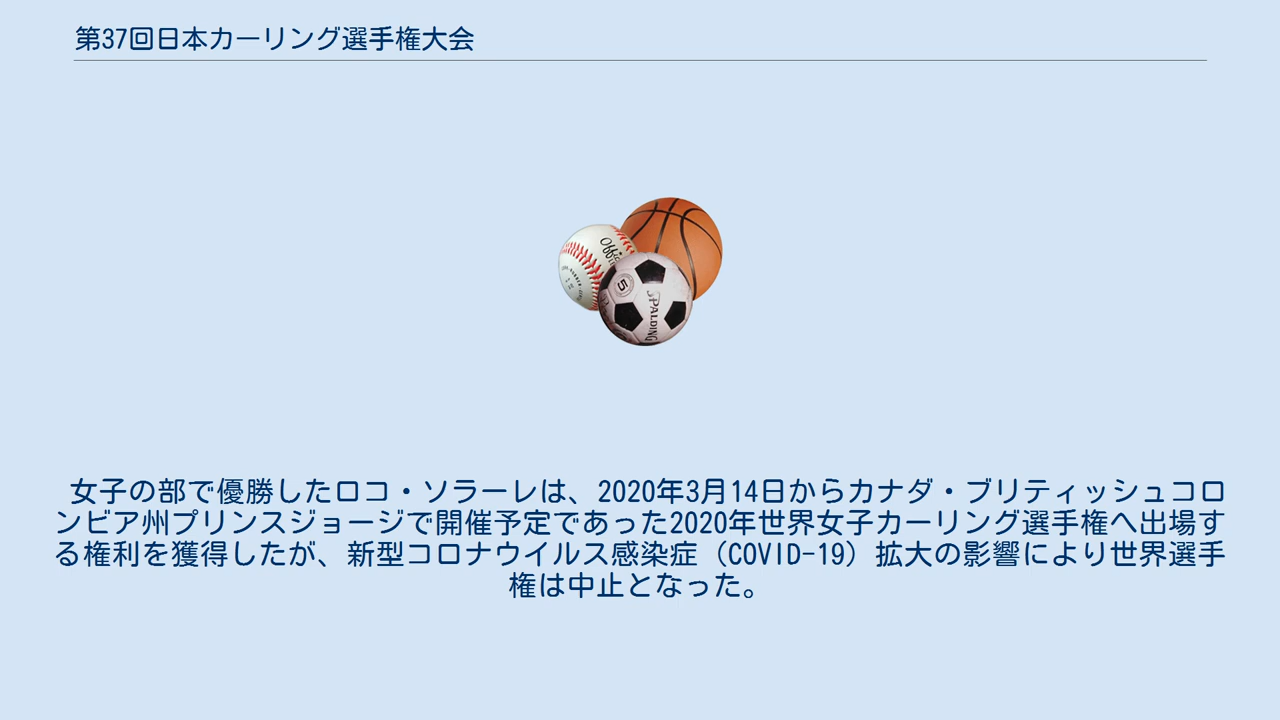 第37回日本カーリング選手権大会
Offic
5
SPALDING
女子の部で優勝したロコ・ソラーレは、2020年3月14日からカナダ・ブリティッシュコロ
ンビア州プリンスジョージで開催予定であった2020年世界女子カーリング選手権へ出場す
る権利を獲得したが、新型コロナウイルス感染症（COVID-19）拡大の影響により世界選手
権は中止となった。